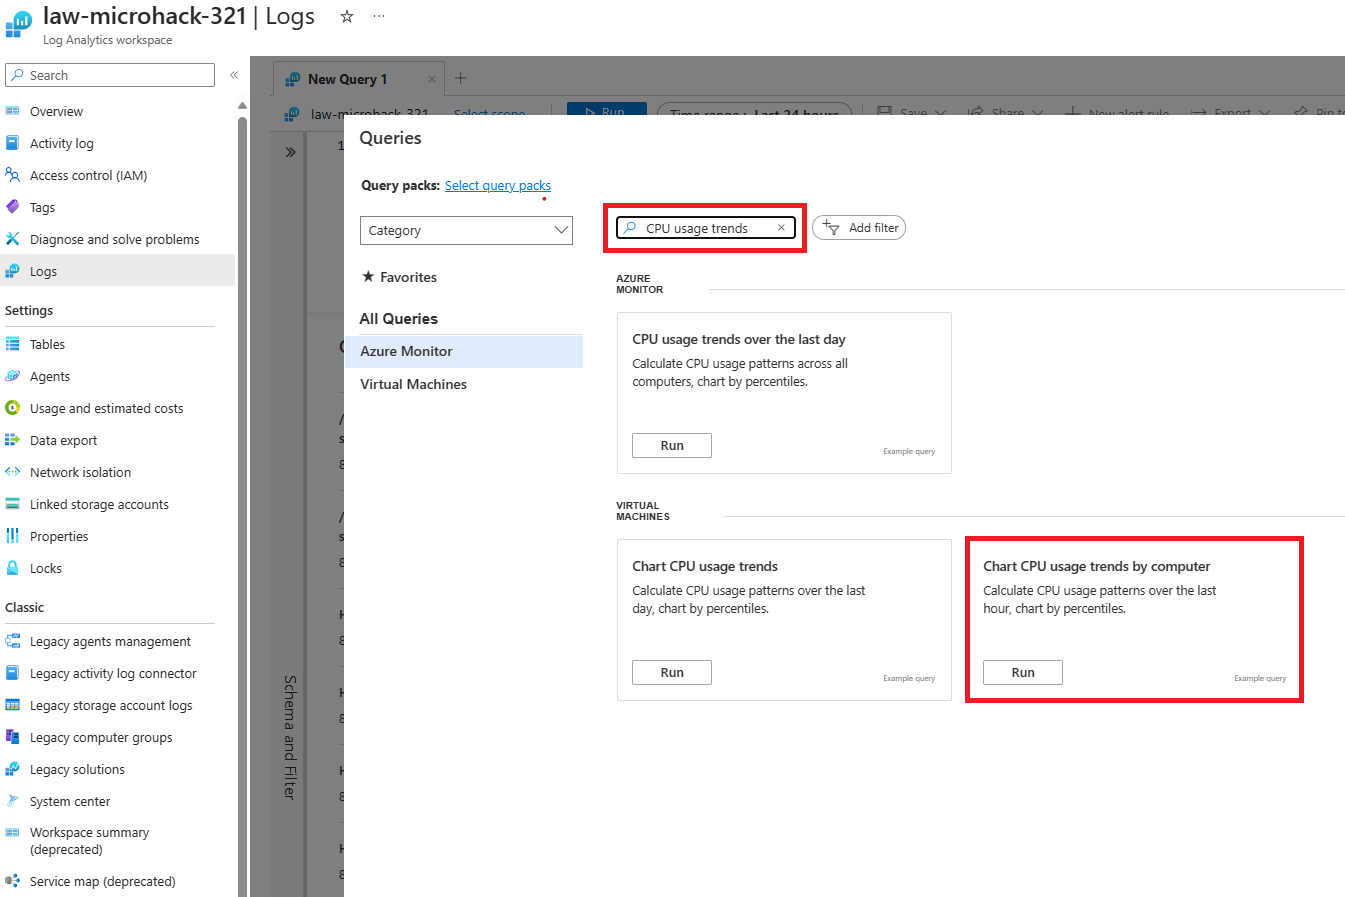 law-microhack-321 | Logs
Log Analytics workspace
Search
Overview
Activity log
Access control (IAM)
Tags
Diagnose and solve problems
Logs
Settings
Tables
Agents
Usage and estimated costs
Data export
Network isolation
Linked storage accounts
Properties
Locks
Classic
Legacy agents management
Legacy activity log connector
Legacy storage account logs
Legacy computer groups
Legacy solutions
System center
Workspace summary
(deprecated)
Service map (deprecated)
New Query 1
law-microhack-321 Select scope Run Time range : Last 24 hours Save Share New alert rule Export Pin to
1
Schema and Filter
Queries
Query packs: Select query packs
Category
CPU usage trends
Add filter
Favorites
All Queries
Azure Monitor
Virtual Machines
AZURE
MONITOR
CPU usage trends over the last day
Calculate CPU usage patterns across all
computers, chart by percentiles.
Run
Example query
VIRTUAL
MACHINES
Chart CPU usage trends
Calculate CPU usage patterns over the last
day, chart by percentiles.
Run
Example query
Chart CPU usage trends by computer
Calculate CPU usage patterns over the last
hour, chart by percentiles.
Run
Example query